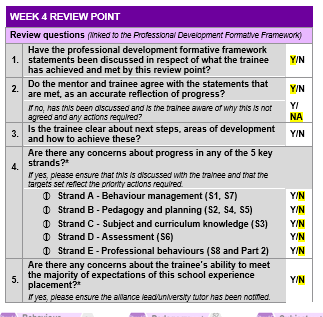 WEEK 4 REVIEW POINT
Review questions (linked to the Professional Development Formative Framework)
1. Have the professional development formative framework
statements been discussed in respect of what the trainee
has achieved and met by this review point? Y/N
2. Do the mentor and trainee agree with the statements that
are met, as an accurate reflection of progress? Y/N
If no, has this been discussed and is the trainee aware of why this is not
agreed and any actions required? Y/
NA
3. Is the trainee clear about next steps, areas of development
and how to achieve these? Y/N
4. Are there any concerns about progress in any of the 5 key
strands?*
If yes, please ensure that this is discussed with the trainee and that the
targets set reflect the priority actions required.
Strand A - Behaviour management (S1, S7) Y/N
Strand B - Pedagogy and planning (S2, S4, S5) Y/N
Strand C - Subject and curriculum knowledge (S3) Y/N
Strand D - Assessment (S6) Y/N
Strand E - Professional behaviours (S8 and Part 2) Y/N
5. Are there any concerns about the trainee's ability to meet
the majority of expectations of this school experience
placement?* Y/N
If yes, please ensure the alliance lead/university tutor has been notified.